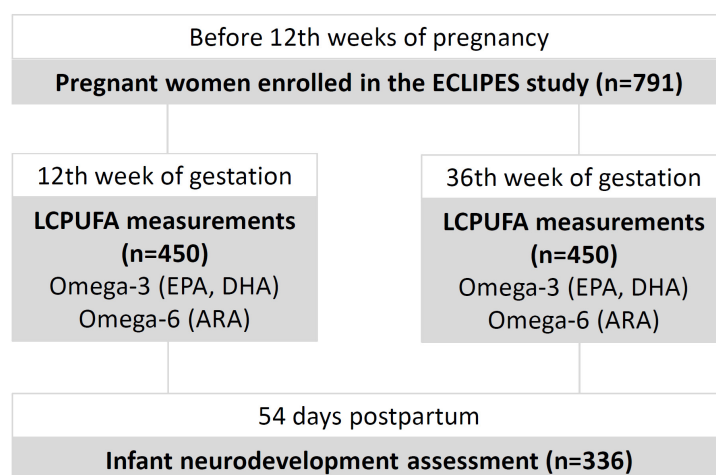 Before 12th weeks of pregnancy
Pregnant women enrolled in the ECLIPES study (n=791)
12th week of gestation
LCPUFA measurements
(n=450)
Omega-3 (EPA, DHA)
Omega-6 (ARA)
36th week of gestation
LCPUFA measurements
(n=450)
Omega-3 (EPA, DHA)
Omega-6 (ARA)
54 days postpartum
Infant neurodevelopment assessment (n=336)